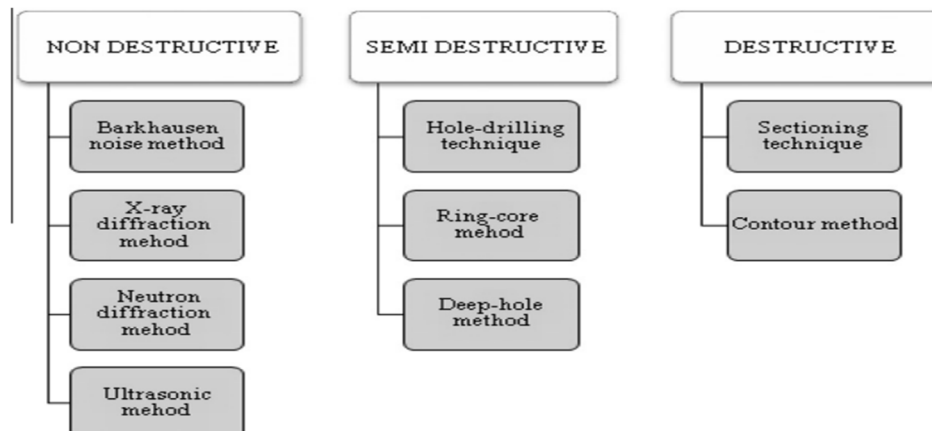 NON DESTRUCTIVE
Barkhausen
noise method
X-ray
diffraction
mehod
Neutron
diffraction
mehod
Ultrasonic
mehod
SEMI DESTRUCTIVE
Hole-drilling
technique
Ring-core
mehod
Deep-hole
method
DESTRUCTIVE
Sectioning
technique
Contour method